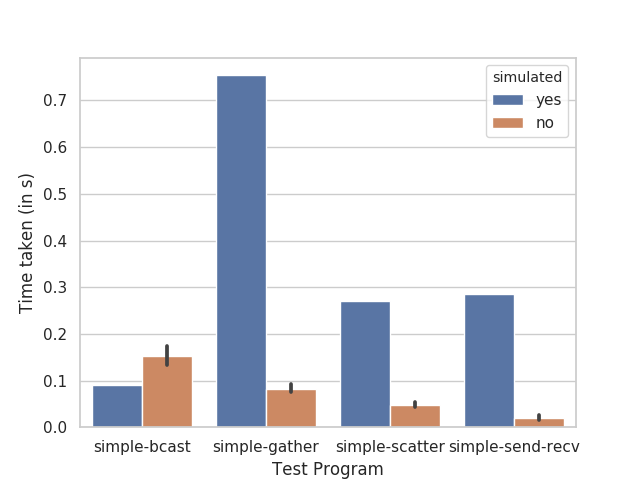 simulated
yes
no
0.7
0.6
0.5
0.4
0.3
0.2
0.1
0.0
Time taken (in s)
simple-bcast simple-gather simple-scatter simple-send-recv
Test Program